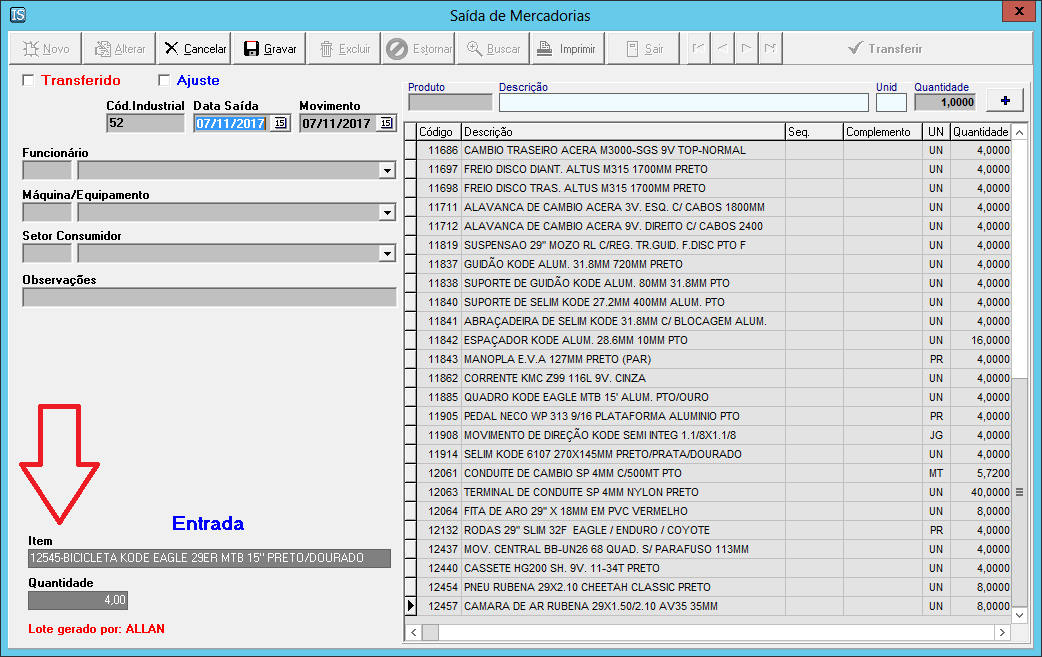 IS
Saída de Mercadorias
X
Novo Alterar Cancelar Gravar Excluir Estornar Buscar Imprimir Sair Transferir
Transferido Ajuste
Cód.Industrial Data Saída Movimento
52 07/11/2017 15 07/11/2017 15
Funcionário
Máquina/Equipamento
Setor Consumidor
Observações
Entrada
Item
12545-BICICLETA KODE EAGLE 29ER MTB 15" PRETO/DOURADO
Quantidade
4,00
Lote gerado por: ALLAN
Produto Descrição Unid Quantidade
1,0000 +
Código Descrição Seq. Complemento UN Quantidade
11686 CAMBIO TRASEIRO ACERA M3000-SGS 9V TOP-NORMAL UN 4,0000
11697 FREIO DISCO DIANT. ALTUS M315 1700MM PRETO UN 4,0000
11698 FREIO DISCO TRAS. ALTUS M315 1700MM PRETO UN 4,0000
11711 ALAVANCA DE CAMBIO ACERA 3V. ESQ. C/ CABOS 1800MM UN 4,0000
11712 ALAVANCA DE CAMBIO ACERA 9V. DIREITO C/ CABOS 2400 UN 4,0000
11819 SUSPENSAO 29" MOZO RL C/REG. TR.GUID. F.DISC PTO F UN 4,0000
11837 GUIDÃO KODE ALUM. 31.8MM 720MM PRETO UN 4,0000
11838 SUPORTE DE GUIDÃO KODE ALUM. 80MM 31.8MM PTO UN 4,0000
11840 SUPORTE DE SELIM KODE 27.2MM 400MM ALUM. PTO UN 4,0000
11841 ABRAÇADEIRA DE SELIM KODE 31.8MM C/ BLOCAGEM ALUM. UN 4,0000
11842 ESPAÇADOR KODE ALUM. 28.6MM 10MM PTO UN 16,0000
11843 MANOPLA E.V.A 127MM PRETO (PAR) PR 4,0000
11862 CORRENTE KMC Z99 116L 9V. CINZA UN 4,0000
11885 QUADRO KODE EAGLE MTB 15' ALUM. PTO/OURO UN 4,0000
11905 PEDAL NECO WP 313 9/16 PLATAFORMA ALUMINIO PTO PR 4,0000
11908 MOVIMENTO DE DIREÇÃO KODE SEMI INTEG 1.1/8X1.1/8 JG 4,0000
11914 SELIM KODE 6107 270X145MM PRETO/PRATA/DOURADO UN 4,0000
12061 CONDUITE DE CAMBIO SP 4MM C/500MT PTO MT 5,7200
12063 TERMINAL DE CONDUITE SP 4MM NYLON PRETO UN 40,0000
12064 FITA DE ARO 29" X 18MM EM PVC VERMELHO UN 8,0000
12132 RODAS 29" SLIM 32F EAGLE / ENDURO / COYOTE PR 4,0000
12437 MOV. CENTRAL BB-UN26 68 QUAD. S/ PARAFUSO 113MM UN 4,0000
12440 CASSETE HG200 SH. 9V. 11-34T PRETO UN 4,0000
12454 PNEU RUBENA 29X2.10 CHEETAH CLASSIC PRETO UN 8,0000
12457 CAMARA DE AR RUBENA 29X1.50/2.10 AV35 35MM UN 8,0000